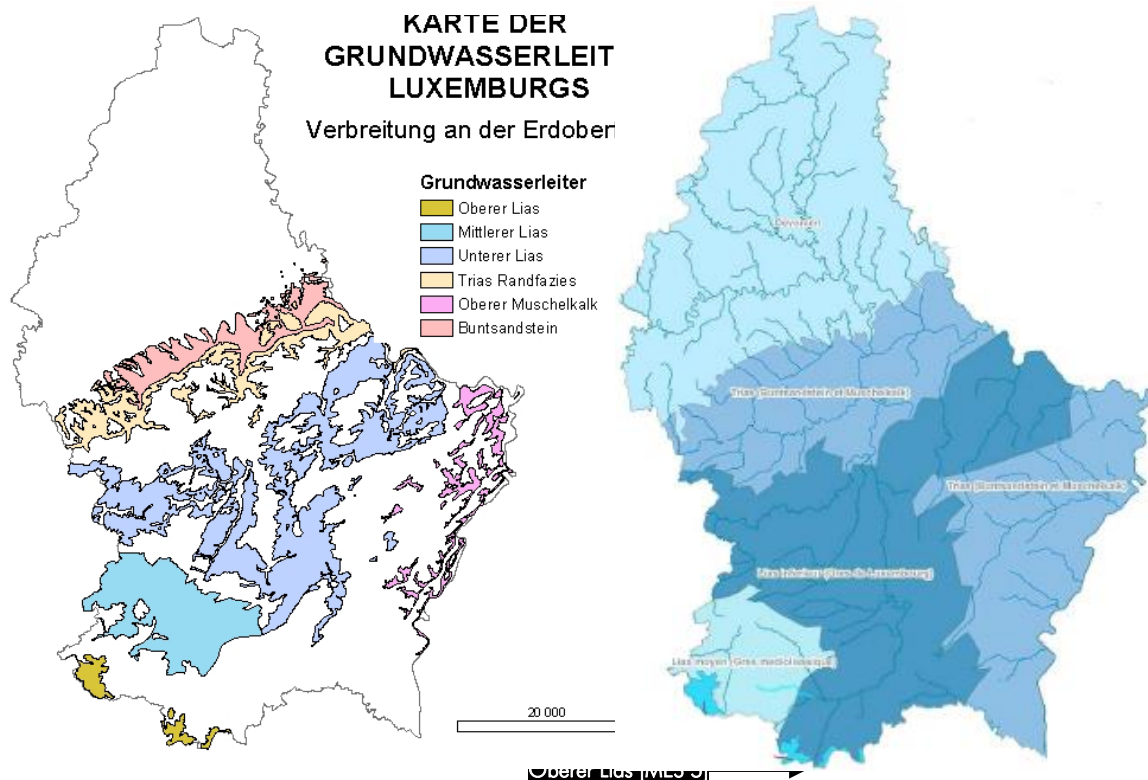 KARTE DER
GRUNDWASSERLEIT
LUXEMBURGS
Verbreitung an der Erdober
Grundwasserleiter
Oberer Lias
Mittlerer Lias
Unterer Lias
Trias Randfazies
Oberer Muschelkalk
Buntsandstein
20 000
Dévonien
Trias (Buntsandstein et Muschelkalk)
Trias (Buntsandstein et Muschelkalk)
Lias inférieur (Grès de Luxembourg)
Lias moyen (Grès médioliasique)
Oberer Lias [MES 5]